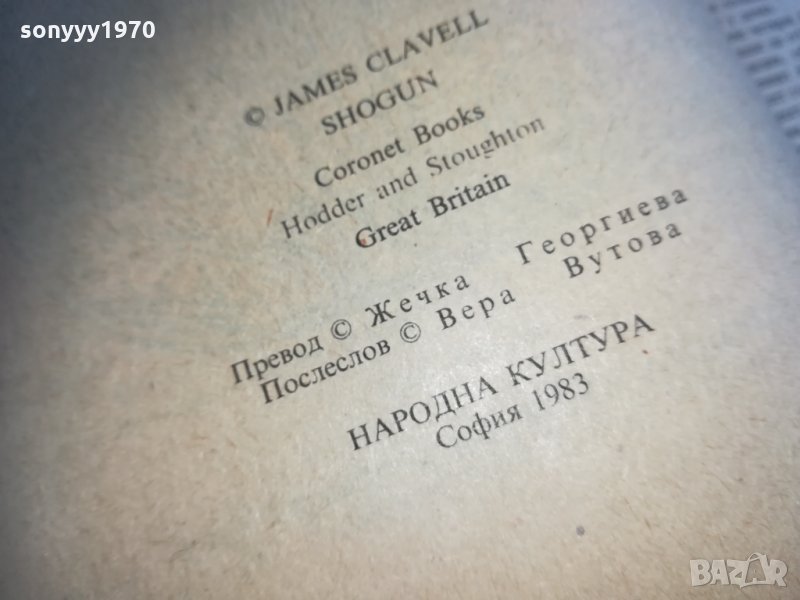 sonyyy1970
© JAMES CLAVELL
SHOGUN
Coronet Books
Hodder and Stoughton
Great Britain
Превод © Жечка Георгиева
Послеслов © Вера Вутова
НАРОДНА КУЛТУРА
София 1983
BAZAR